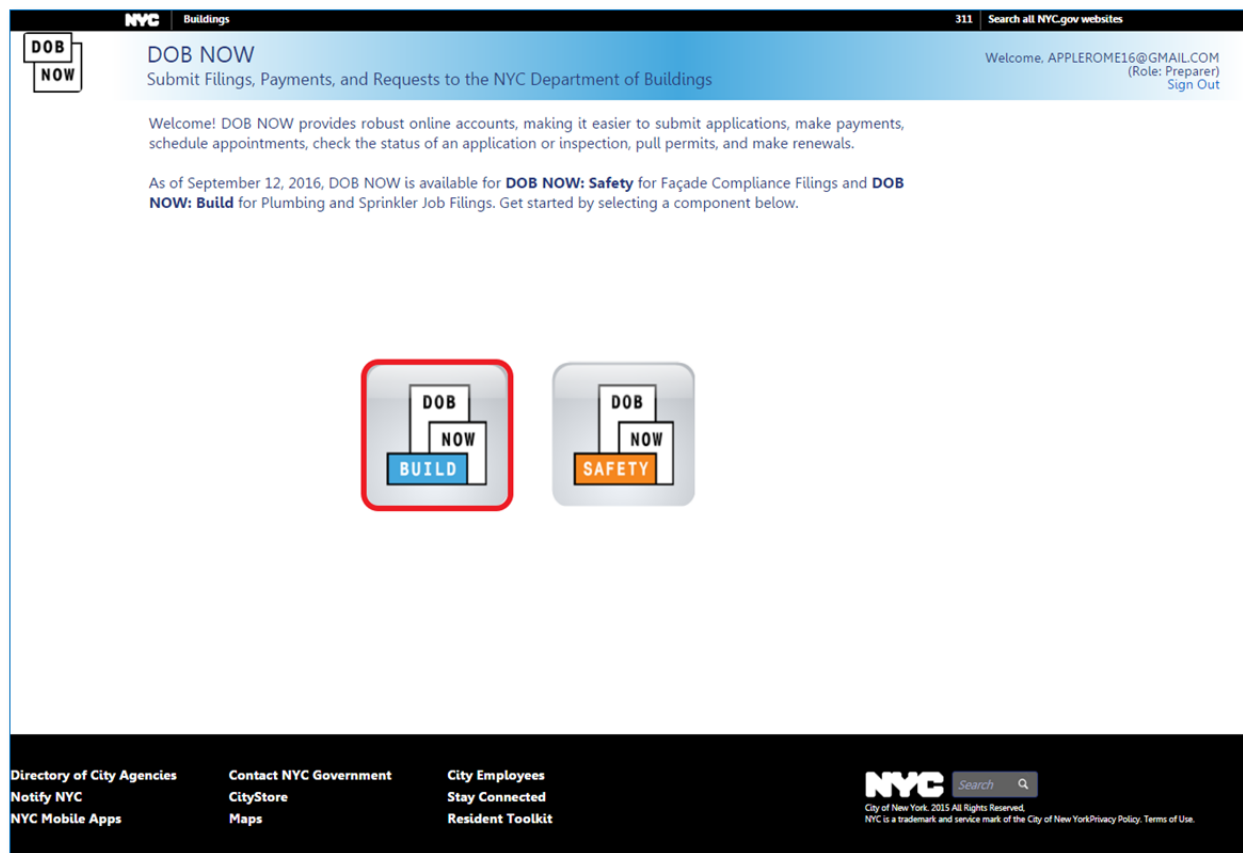 NYC Buildings 311 Search all NYC.gov websites
DOB
NOW
DOB NOW
Submit Filings, Payments, and Requests to the NYC Department of Buildings
Welcome, APPLEROME16@GMAIL.COM
(Role: Preparer)
Sign Out
Welcome! DOB NOW provides robust online accounts, making it easier to submit applications, make payments,
schedule appointments, check the status of an application or inspection, pull permits, and make renewals.
As of September 12, 2016, DOB NOW is available for DOB NOW: Safety for Façade Compliance Filings and DOB
NOW: Build for Plumbing and Sprinkler Job Filings. Get started by selecting a component below.
DOB
NOW
BUILD
DOB
NOW
SAFETY
Directory of City Agencies
Notify NYC
NYC Mobile Apps
Contact NYC Government
CityStore
Maps
City Employees
Stay Connected
Resident Toolkit
NYC Search
City of New York. 2015 All Rights Reserved,
NYC is a trademark and service mark of the City of New YorkPrivacy Policy. Terms of Use.